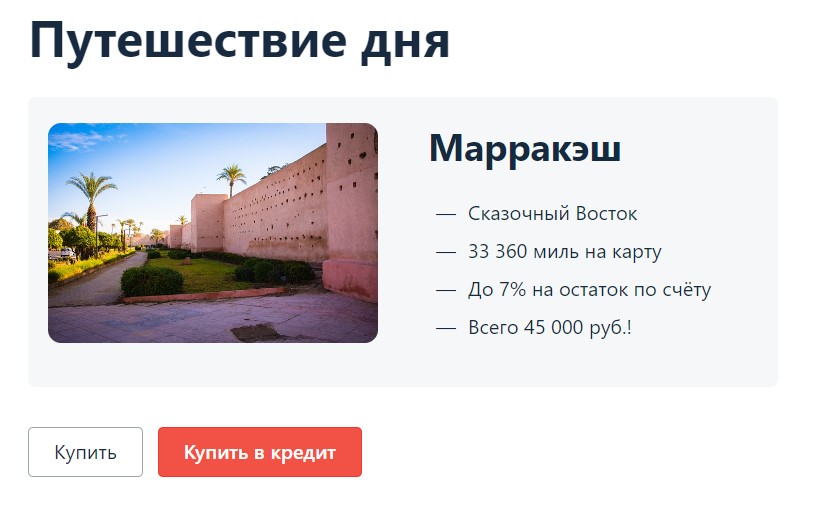 Путешествие дня
Марракэш
— Сказочный Восток
— 33 360 миль на карту
— До 7% на остаток по счёту
— Всего 45 000 руб.!
Купить
Купить в кредит